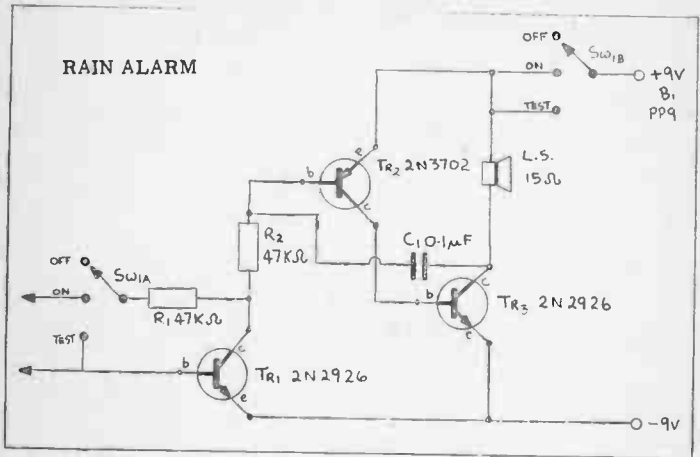 RAIN ALARM
OFF
SW1B
ON
+9V
B1
PP9
TEST
e
b
TR2 2N3702
c
L.S.
15Ω
R2
47KΩ
C1 0.1µF
OFF
SW1A
ON
R1 47KΩ
c
b
TR3 2N2926
e
TEST
c
b
TR1 2N2926
e
-9V